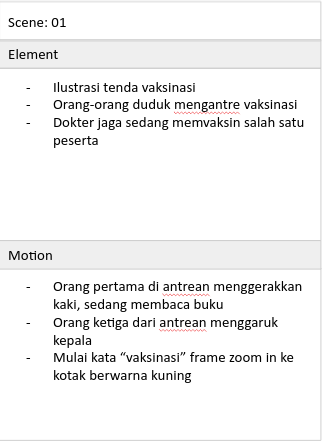 Scene: 01
Element
- Ilustrasi tenda vaksinasi
- Orang-orang duduk mengantre vaksinasi
- Dokter jaga sedang memvaksin salah satu
peserta
Motion
- Orang pertama di antrean menggerakkan
kaki, sedang membaca buku
- Orang ketiga dari antrean menggaruk
kepala
- Mulai kata “vaksinasi” frame zoom in ke
kotak berwarna kuning